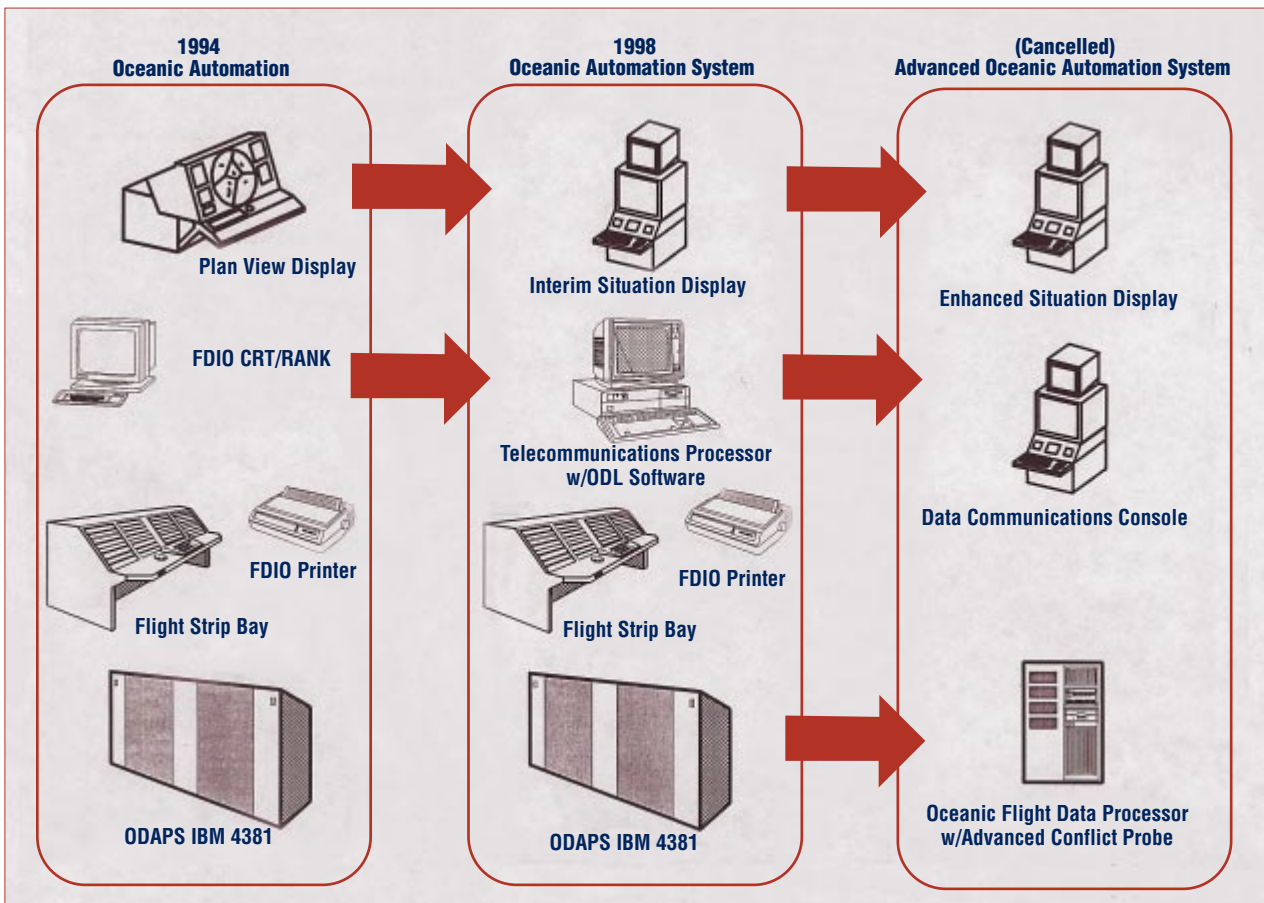 1994
Oceanic Automation
Plan View Display
FDIO CRT/RANK
FDIO Printer
Flight Strip Bay
ODAPS IBM 4381
1998
Oceanic Automation System
Interim Situation Display
Telecommunications Processor
w/ODL Software
FDIO Printer
Flight Strip Bay
ODAPS IBM 4381
(Cancelled)
Advanced Oceanic Automation System
Enhanced Situation Display
Data Communications Console
Oceanic Flight Data Processor
w/Advanced Conflict Probe